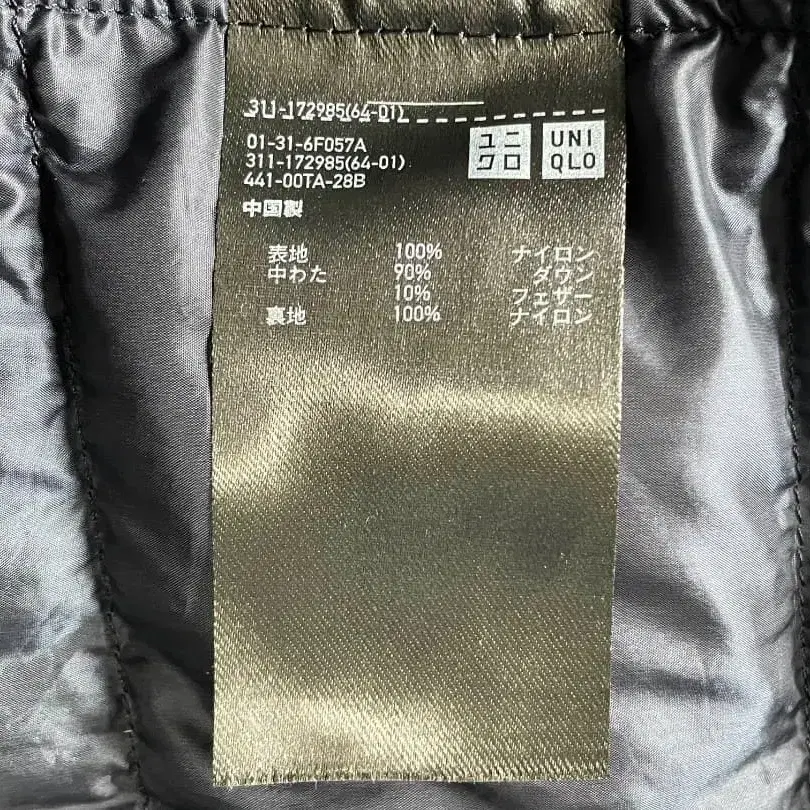 311-172985(64-01)
01-31-6F057A
311-172985(64-01)
441-00TA-28B
中国製
ユニ
クロ
UNI
QLO
表地 100% ナイロン
中わた 90% ダウン
10% フェザー
裏地 100% ナイロン